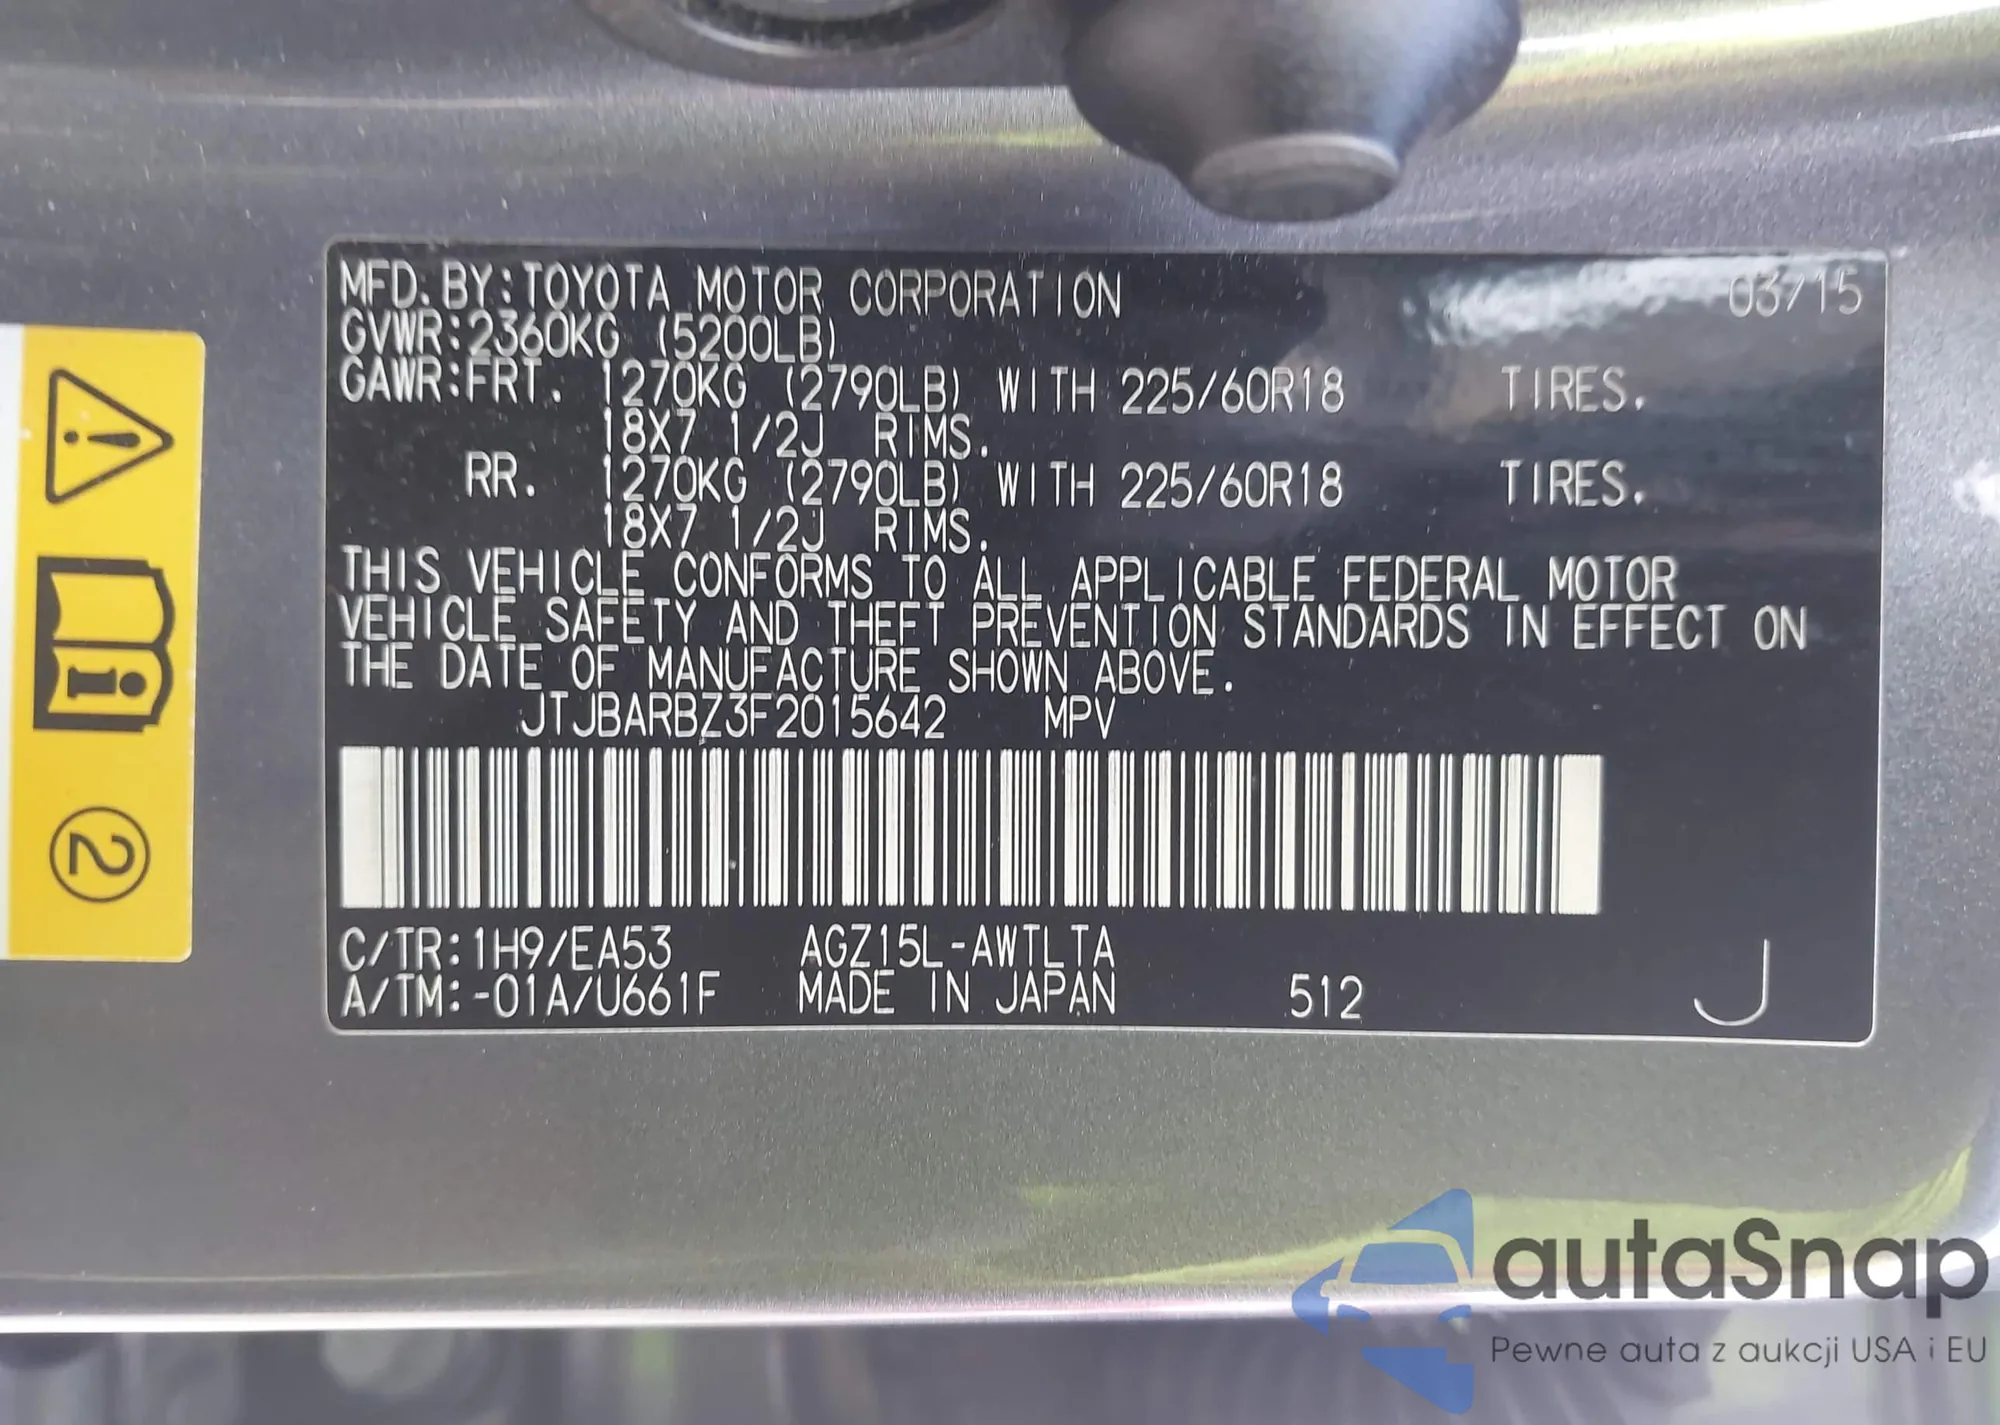 MFD. BY:TOYOTA MOTOR CORPORATION 03/15
GVWR:2360KG (5200LB)
GAWR:FRT. 1270KG (2790LB) WITH 225/60R18 TIRES.
18X7 1/2J RIMS.
RR. 1270KG (2790LB) WITH 225/60R18 TIRES.
18X7 1/2J RIMS.
THIS VEHICLE CONFORMS TO ALL APPLICABLE FEDERAL MOTOR
VEHICLE SAFETY AND THEFT PREVENTION STANDARDS IN EFFECT ON
THE DATE OF MANUFACTURE SHOWN ABOVE.
JTJBARBZ3F2015642 MPV
C/TR:1H9/EA53 AGZ15L-AWTLTA
A/TM:-01A/U661F MADE IN JAPAN 512 J
2
autaSnap
Pewne auta z aukcji USA i EU